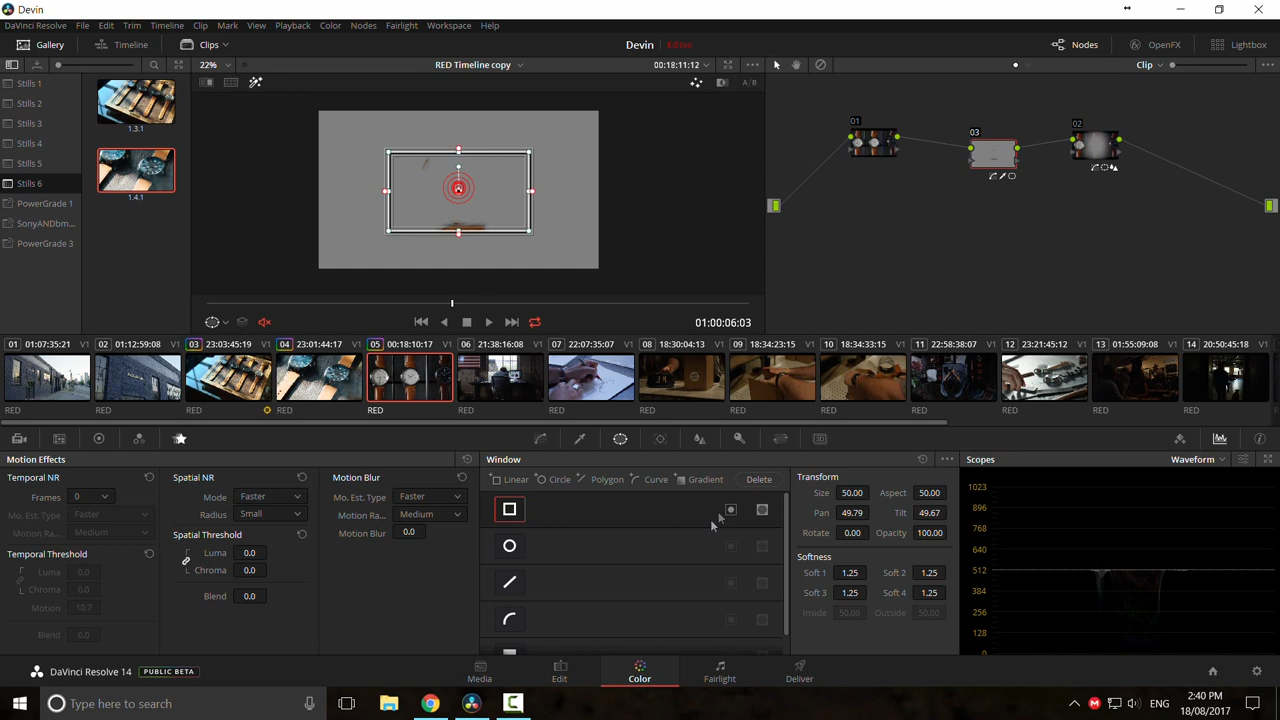 Devin
DaVinci Resolve File Edit Trim Timeline Clip Mark View Playback Color Nodes Fairlight Workspace Help
Gallery Timeline Clips Devin Edited Nodes OpenFX Lightbox
22% RED Timeline copy 00:18:11:12 Clip
A/B
Stills 1
Stills 2
Stills 3
Stills 4
Stills 5
Stills 6
PowerGrade 1
SonyANDbm...
PowerGrade 3
1.3.1
1.4.1
01
03
02
01:00:06:03
01 01:07:35:21 V1 02 01:12:59:08 V1 03 23:03:45:19 V1 04 23:01:44:17 V1 05 00:18:10:17 V1 06 21:38:16:08 V1 07 22:07:35:07 V1 08 18:30:04:13 V1 09 18:34:23:15 V1 10 18:34:33:15 V1 11 22:58:38:07 V1 12 23:21:45:12 V1 13 01:55:09:08 V1 14 20:50:45:18 V1
RED RED RED RED RED RED RED RED RED RED RED RED RED RED
3D
Motion Effects Window Scopes Waveform
Temporal NR
Frames 0
Mo. Est. Type Faster
Motion Ra... Medium
Temporal Threshold
Luma 0.0
Chroma 0.0
Motion 10.7
Blend 0.0
Spatial NR
Mode Faster
Radius Small
Spatial Threshold
Luma 0.0
Chroma 0.0
Blend 0.0
Motion Blur
Mo. Est. Type Faster
Motion Ra... Medium
Motion Blur 0.0
Linear Circle Polygon Curve Gradient Delete
Transform
Size 50.00 Aspect 50.00
Pan 49.79 Tilt 49.67
Rotate 0.00 Opacity 100.00
Softness
Soft 1 1.25 Soft 2 1.25
Soft 3 1.25 Soft 4 1.25
Inside 50.00 Outside 50.00
1023
896
768
640
512
384
256
128
0
DaVinci Resolve 14 PUBLIC BETA
Media Edit Color Fairlight Deliver
Type here to search
ENG
2:40 PM
18/08/2017